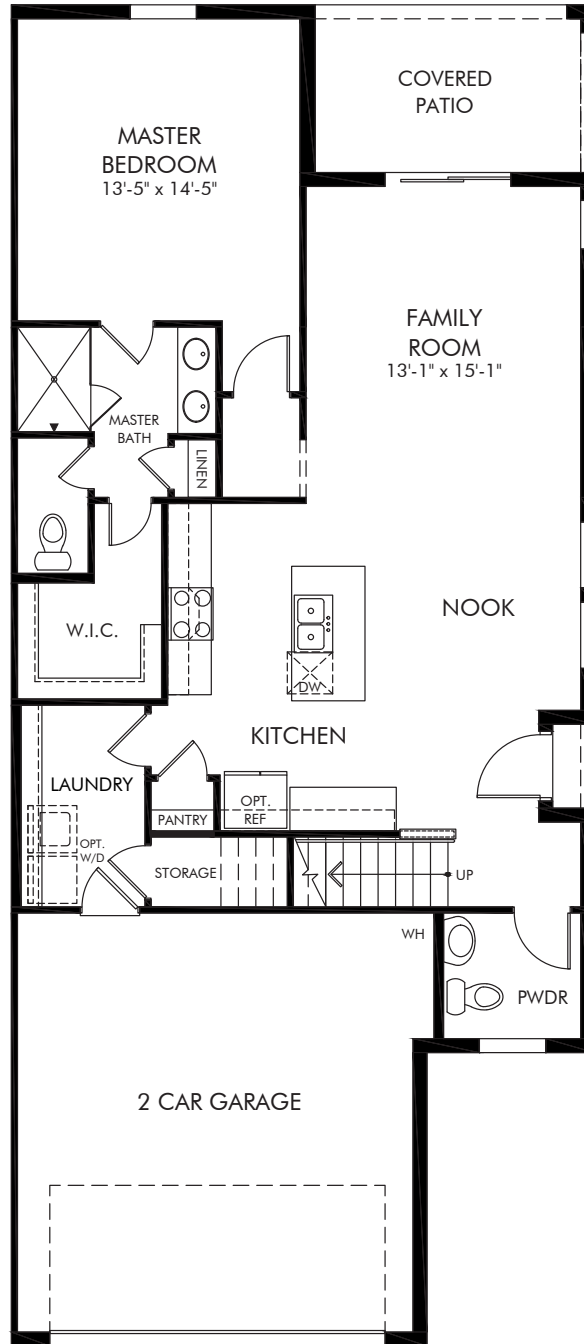 COVERED
PATIO
MASTER
BEDROOM
13'-5" x 14'-5"
FAMILY
ROOM
13'-1" x 15'-1"
MASTER
BATH
LINEN
W.I.C.
NOOK
DW
KITCHEN
LAUNDRY
OPT.
REF
PANTRY
OPT.
W/D
STORAGE
UP
WH
PWDR
2 CAR GARAGE